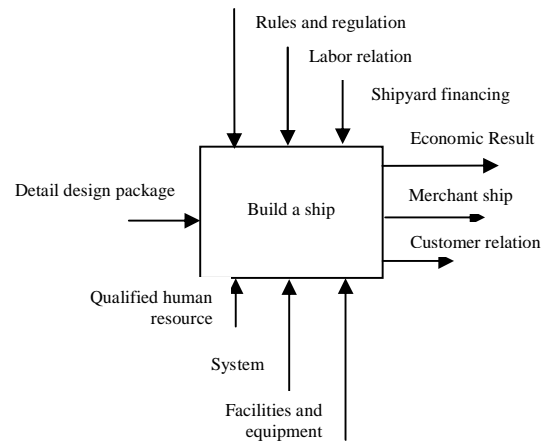 Rules and regulation
Labor relation
Shipyard financing
Economic Result
Detail design package
Merchant ship
Build a ship
Customer relation
Qualified human
resource
System
Facilities and
equipment